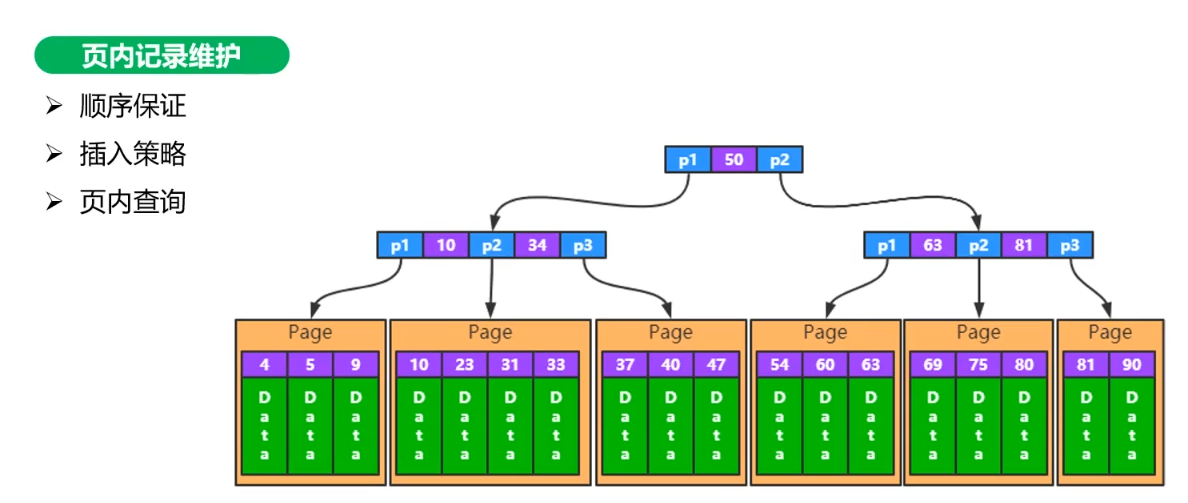 页内记录维护
➢ 顺序保证
➢ 插入策略
➢ 页内查询
p1 50 p2
p1 10 p2 34 p3
p1 63 p2 81 p3
Page Page Page Page Page Page
4 5 9 10 23 31 33 37 40 47 54 60 63 69 75 80 81 90
Data Data Data Data Data Data Data Data Data Data Data Data Data Data Data Data Data Data